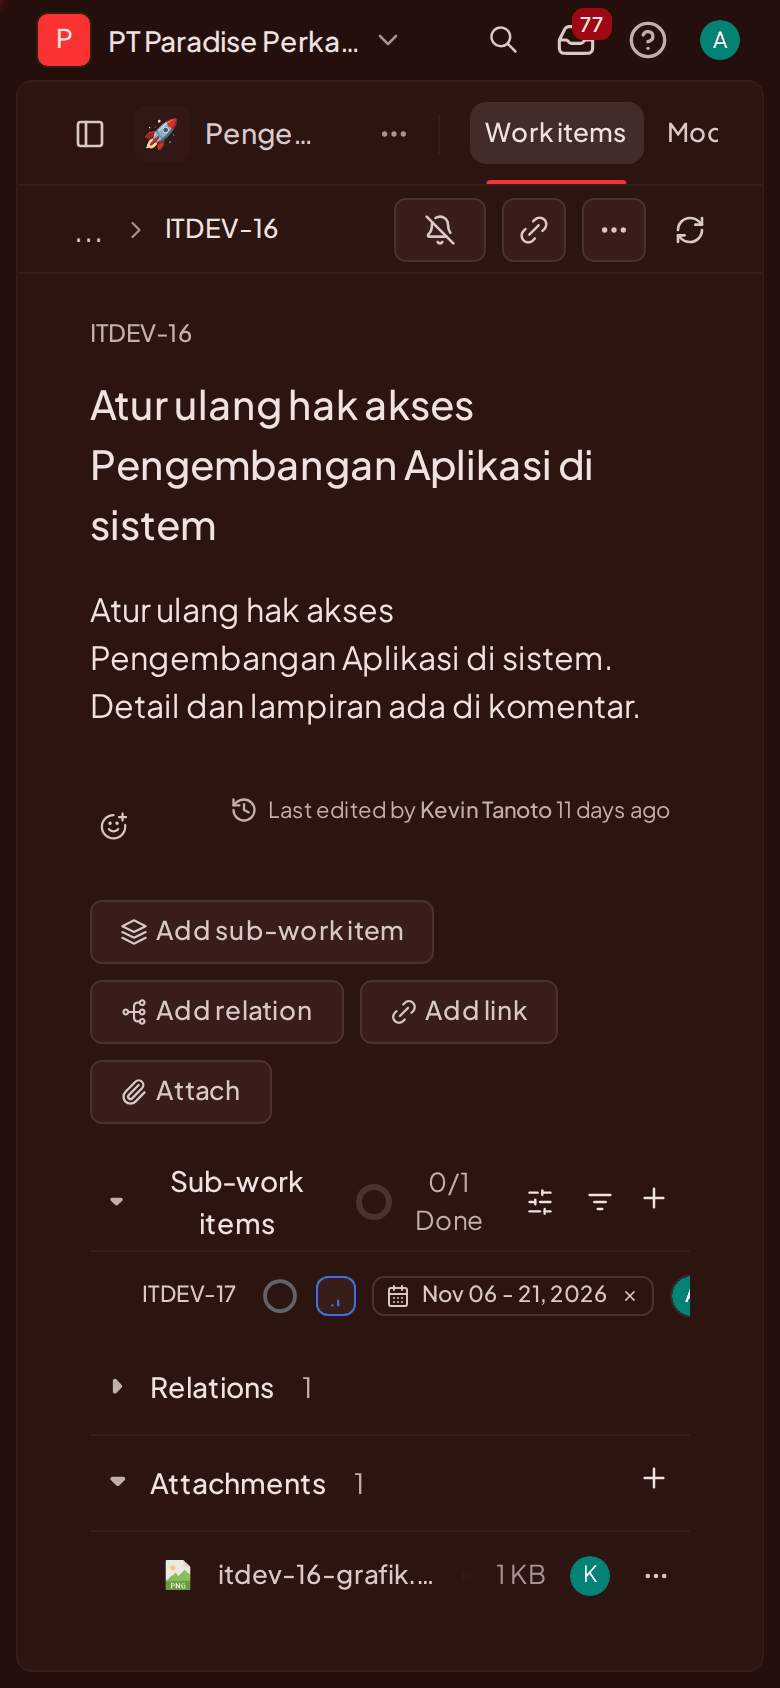 P PT Paradise Perka... 77 A
Penge... Work items Moc
... ITDEV-16
ITDEV-16
Atur ulang hak akses
Pengembangan Aplikasi di
sistem
Atur ulang hak akses
Pengembangan Aplikasi di sistem.
Detail dan lampiran ada di komentar.
Last edited by Kevin Tanoto 11 days ago
Add sub-work item
Add relation Add link
Attach
Sub-work
items
0/1
Done
ITDEV-17 Nov 06 - 21, 2026 A
Relations 1
Attachments 1
PNG itdev-16-grafik.... 1 KB K